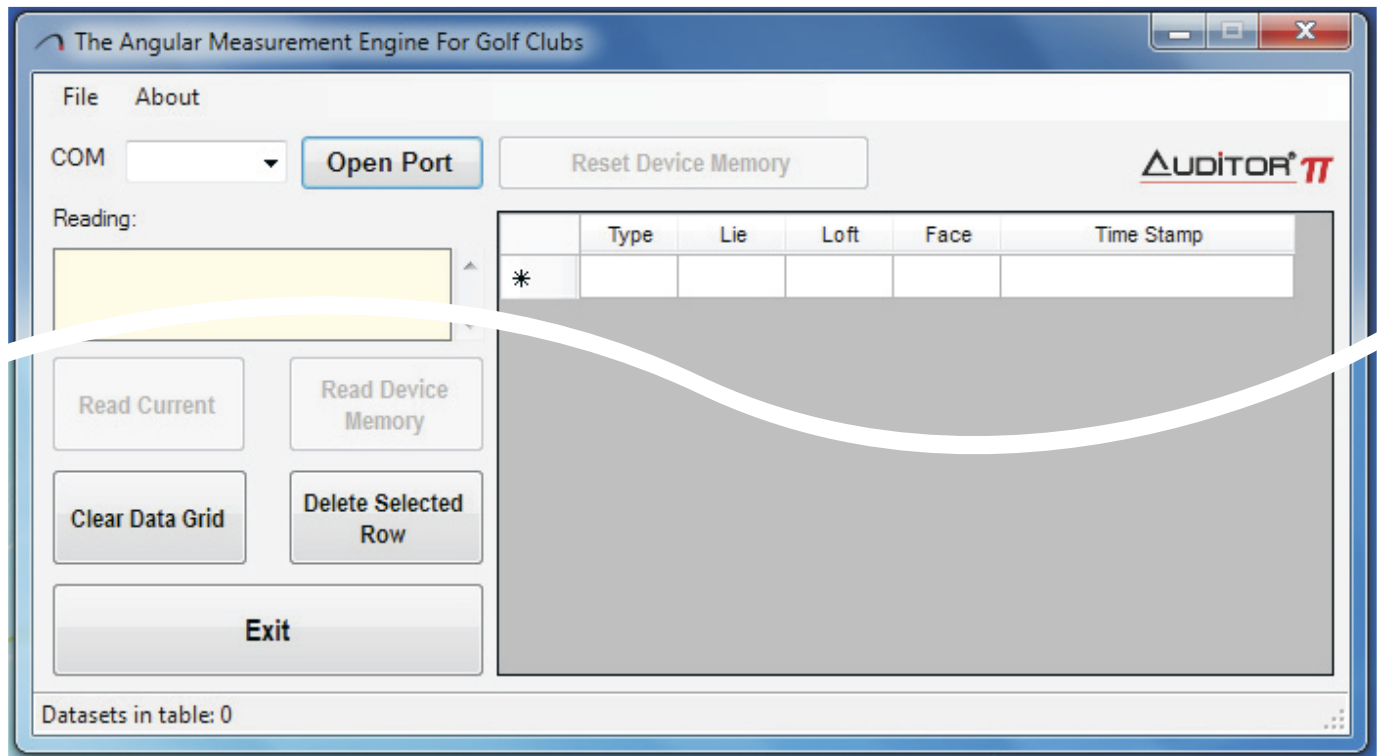 The Angular Measurement Engine For Golf Clubs
File About
COM Open Port Reset Device Memory AUDITOR® π
Reading:
Type Lie Loft Face Time Stamp
*
Read Current
Read Device
Memory
Clear Data Grid
Delete Selected
Row
Exit
Datasets in table: 0